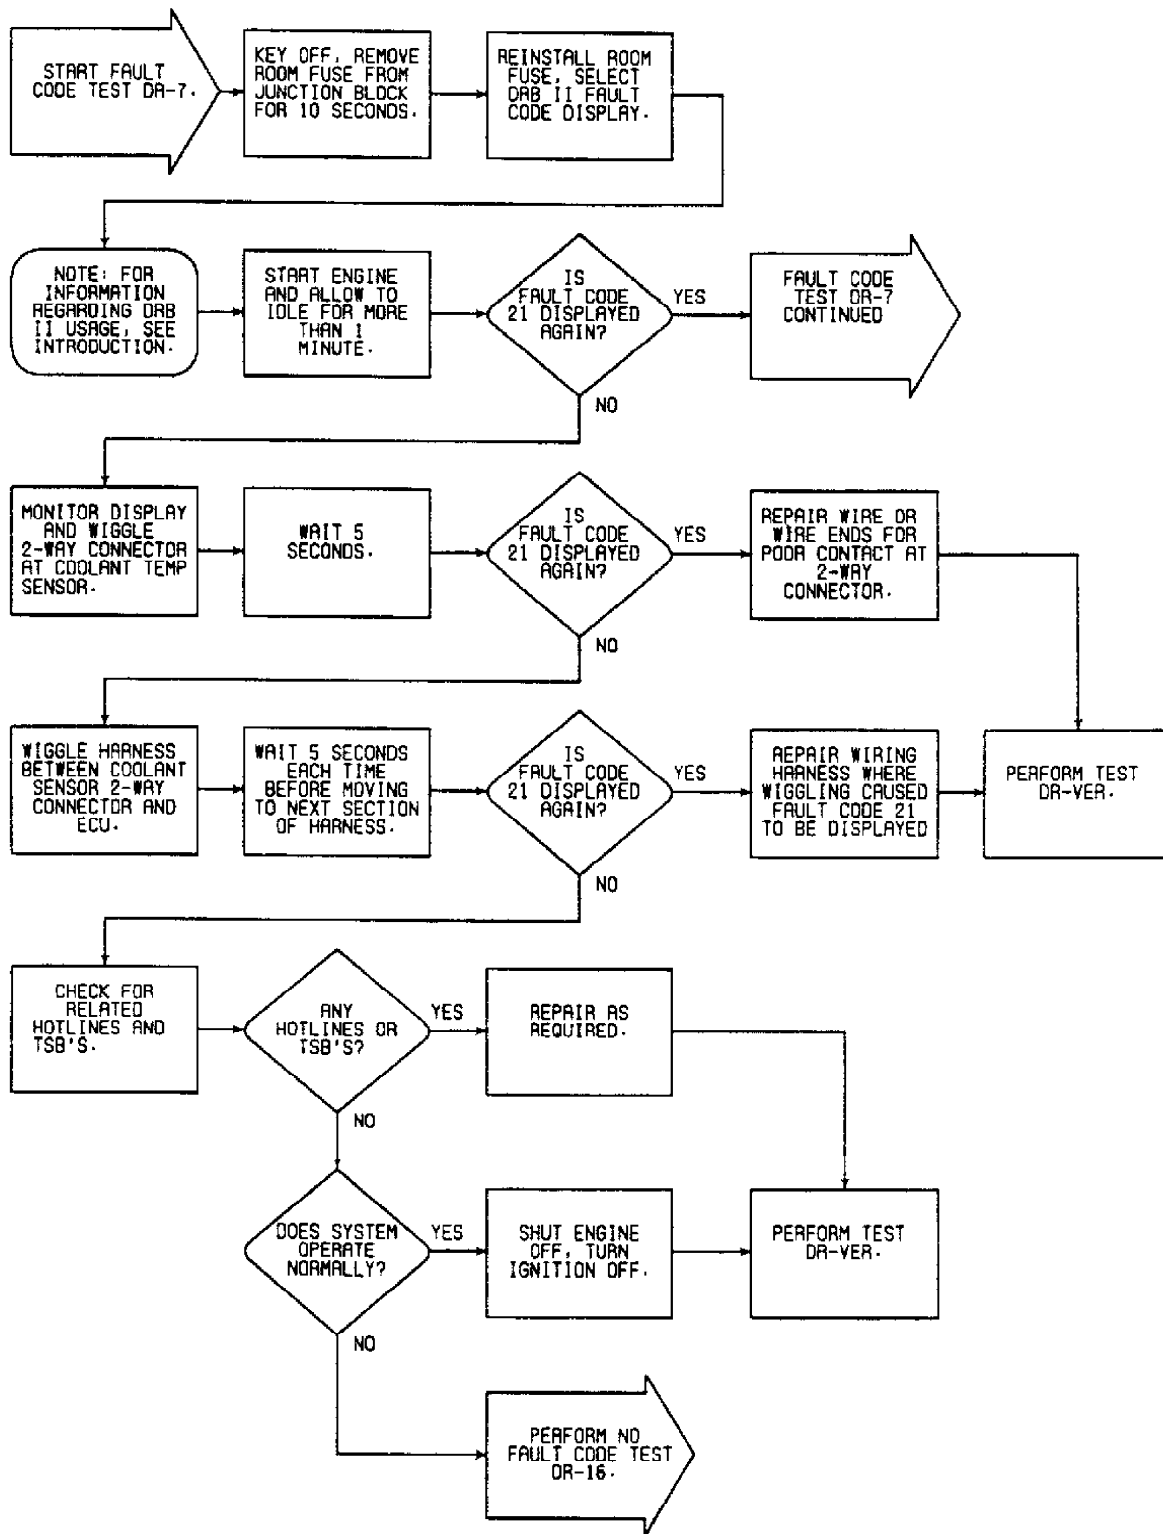 START FAULT
CODE TEST DR-7.
KEY OFF, REMOVE
ROOM FUSE FROM
JUNCTION BLOCK
FOR 10 SECONDS.
REINSTALL ROOM
FUSE, SELECT
DRB II FAULT
CODE DISPLAY.
NOTE: FOR
INFORMATION
REGARDING DRB
II USAGE, SEE
INTRODUCTION.
START ENGINE
AND ALLOW TO
IDLE FOR MORE
THAN 1
MINUTE.
IS
FAULT CODE
21 DISPLAYED
AGAIN?
YES
NO
FAULT CODE
TEST DR-7
CONTINUED
MONITOR DISPLAY
AND WIGGLE
2-WAY CONNECTOR
AT COOLANT TEMP
SENSOR.
WAIT 5
SECONDS.
IS
FAULT CODE
21 DISPLAYED
AGAIN?
YES
NO
REPAIR WIRE OR
WIRE ENDS FOR
POOR CONTACT AT
2-WAY
CONNECTOR.
WIGGLE HARNESS
BETWEEN COOLANT
SENSOR 2-WAY
CONNECTOR AND
ECU.
WAIT 5 SECONDS
EACH TIME
BEFORE MOVING
TO NEXT SECTION
OF HARNESS.
IS
FAULT CODE
21 DISPLAYED
AGAIN?
YES
NO
REPAIR WIRING
HARNESS WHERE
WIGGLING CAUSED
FAULT CODE 21
TO BE DISPLAYED
PERFORM TEST
DR-VER.
CHECK FOR
RELATED
HOTLINES AND
TSB'S.
ANY
HOTLINES OR
TSB'S?
YES
NO
REPAIR AS
REQUIRED.
DOES SYSTEM
OPERATE
NORMALLY?
YES
NO
SHUT ENGINE
OFF, TURN
IGNITION OFF.
PERFORM TEST
DR-VER.
PERFORM NO
FAULT CODE TEST
DR-16.